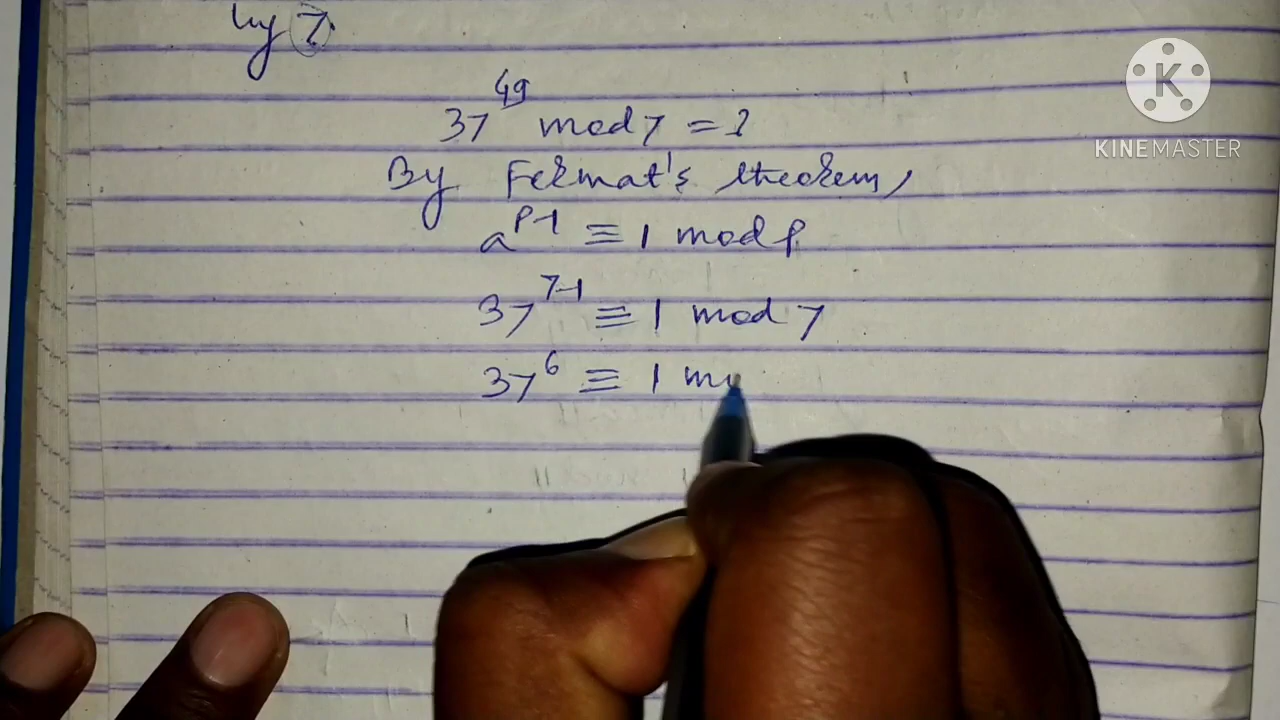 by 7.
37^49 mod 7 = ?
By Fermat's theorem,
a^p-1 ≡ 1 mod p
37^7-1 ≡ 1 mod 7
37^6 ≡ 1 mo
K
KINEMASTER